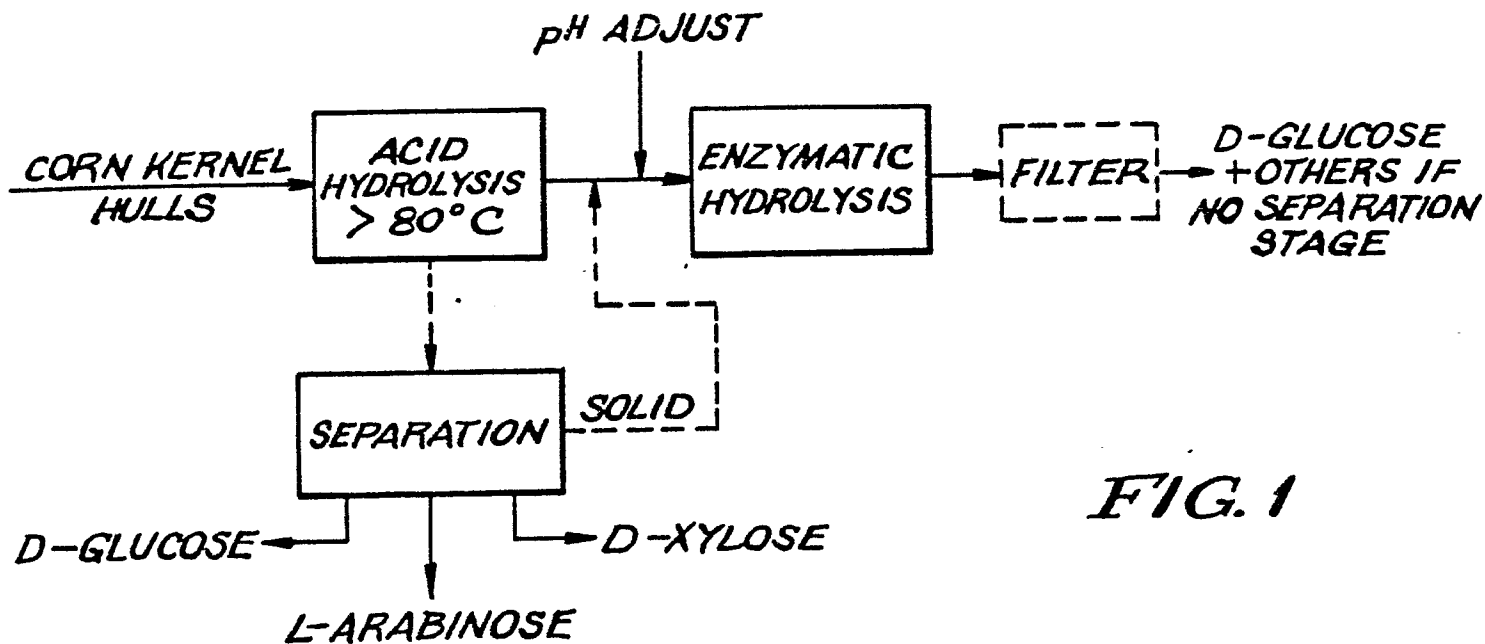 pH ADJUST
CORN KERNEL
HULLS
ACID
HYDROLYSIS
> 80°C
ENZYMATIC
HYDROLYSIS
FILTER
D-GLUCOSE
+OTHERS IF
NO SEPARATION
STAGE
SEPARATION
SOLID
D-GLUCOSE
D-XYLOSE
L-ARABINOSE
FIG. 1